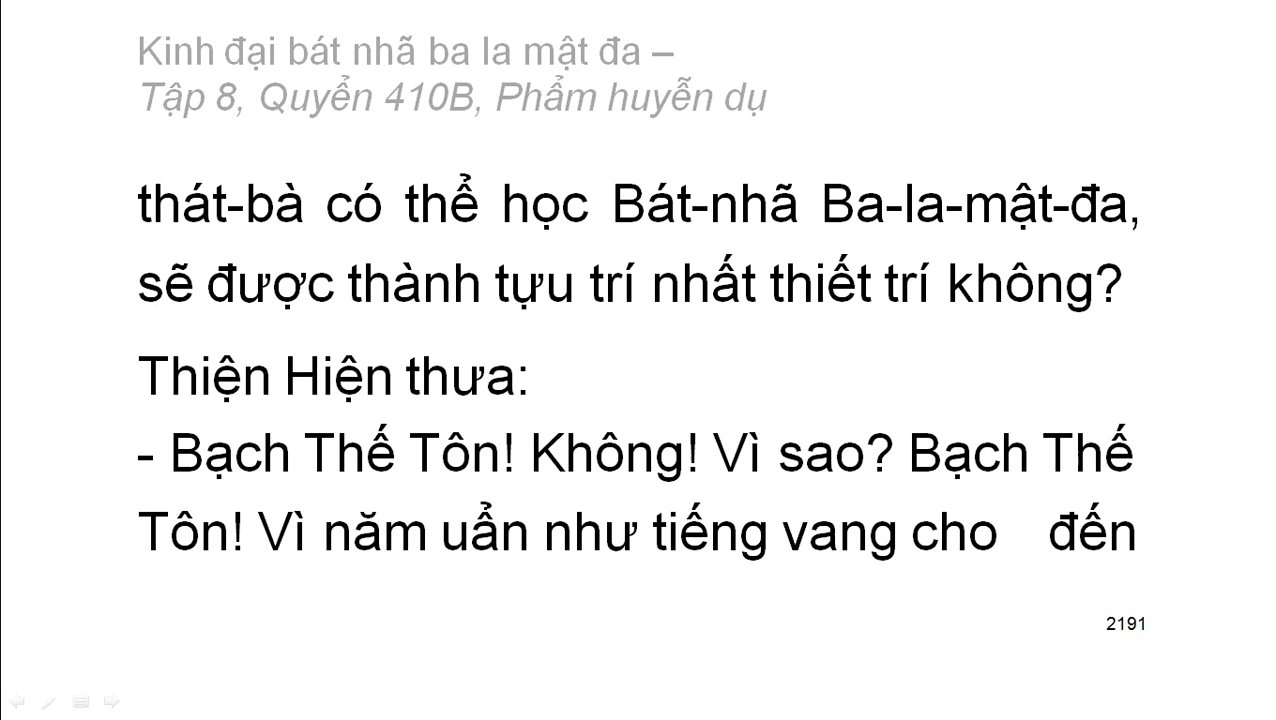 Kinh đại bát nhã ba la mật đa –
Tập 8, Quyển 410B, Phẩm huyễn dụ
thát-bà có thể học Bát-nhã Ba-la-mật-đa,
sẽ được thành tựu trí nhất thiết trí không?
Thiện Hiện thưa:
- Bạch Thế Tôn! Không! Vì sao? Bạch Thế
Tôn! Vì năm uẩn như tiếng vang cho đến
2191